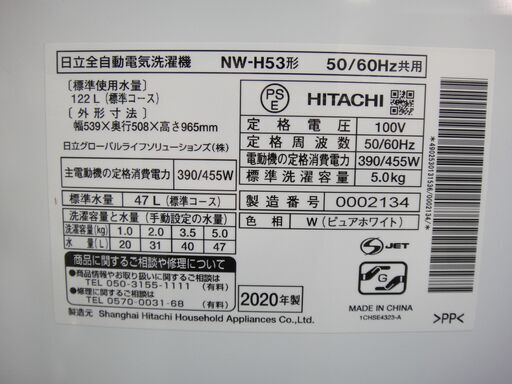 日立全自動電気洗濯機 NW-H53形 50/60Hz共用
〔標準使用水量〕
122L(標準コース)
〔外形寸法〕
幅539×奥行508×高さ965mm
日立グローバルライフソリューションズ(株)
主電動機の定格消費電力 390/455W
PS
E
HITACHI
定格電圧 100V
定格周波数 50/60Hz
電動機の定格消費電力 390/455W
標準洗濯容量 5.0kg
標準水量 47L(標準コース)
洗濯容量と水量(手動設定の水量)
洗濯容量(kg) 1.0 2.0 3.5 5.0
水量(L) 20 31 40 47
製造番号 0002134
色相 W(ピュアホワイト)
商品に関するご相談や修理について
●商品情報やお取り扱いに関するご相談
TEL 050-3155-1111 (有料)
●修理に関するご相談
TEL 0570-0031-68 (有料)
2020年製
JET
G
MADE IN CHINA
1CHSE4323-A
製造元 Shanghai Hitachi Household Appliances Co.,Ltd.
>PP<
*4902530131536/0002134/*